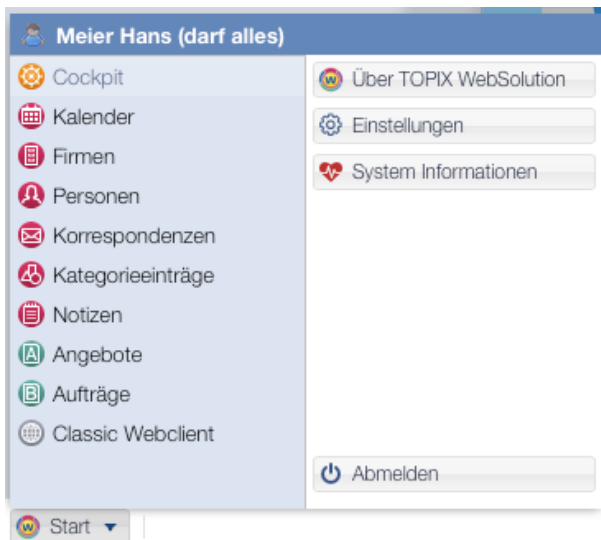 Meier Hans (darf alles)
Cockpit
Kalender
Firmen
Personen
Korrespondenzen
Kategorieeinträge
Notizen
Angebote
Aufträge
Classic Webclient
Über TOPIX WebSolution
Einstellungen
System Informationen
Abmelden
Start